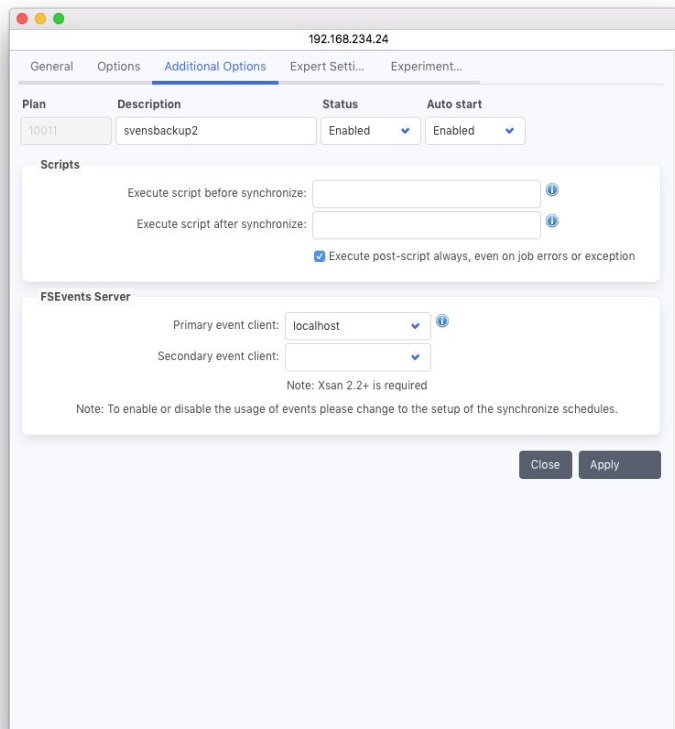 192.168.234.24
General Options Additional Options Expert Setti... Experiment...
Plan Description Status Auto start
10011 svensbackup2 Enabled Enabled
Scripts
Execute script before synchronize:
Execute script after synchronize:
Execute post-script always, even on job errors or exception
FSEvents Server
Primary event client: localhost
Secondary event client:
Note: Xsan 2.2+ is required
Note: To enable or disable the usage of events please change to the setup of the synchronize schedules.
Close Apply